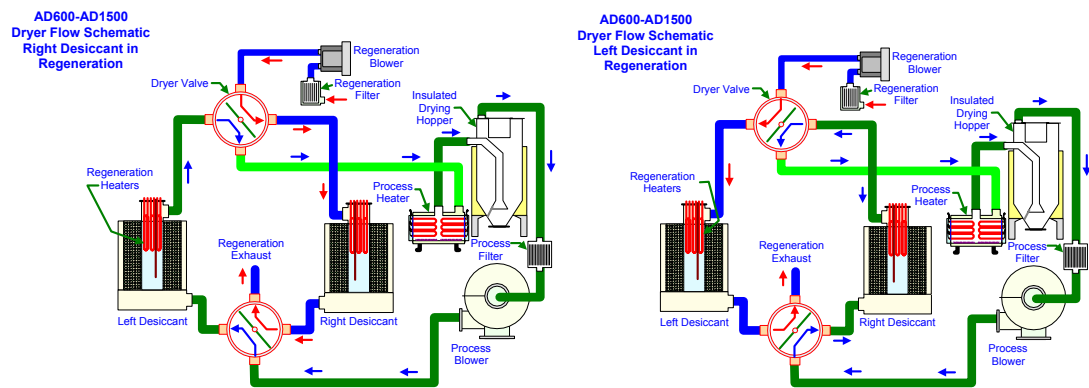 AD600-AD1500
Dryer Flow Schematic
Right Desiccant in
Regeneration
Regeneration
Blower
Regeneration
Filter
Dryer Valve
Insulated
Drying
Hopper
Regeneration
Heaters
Process
Heater
Regeneration
Exhaust
Process
Filter
Left Desiccant
Right Desiccant
Process
Blower
AD600-AD1500
Dryer Flow Schematic
Left Desiccant in
Regeneration
Regeneration
Blower
Regeneration
Filter
Dryer Valve
Insulated
Drying
Hopper
Regeneration
Heaters
Process
Heater
Regeneration
Exhaust
Process
Filter
Left Desiccant
Right Desiccant
Process
Blower